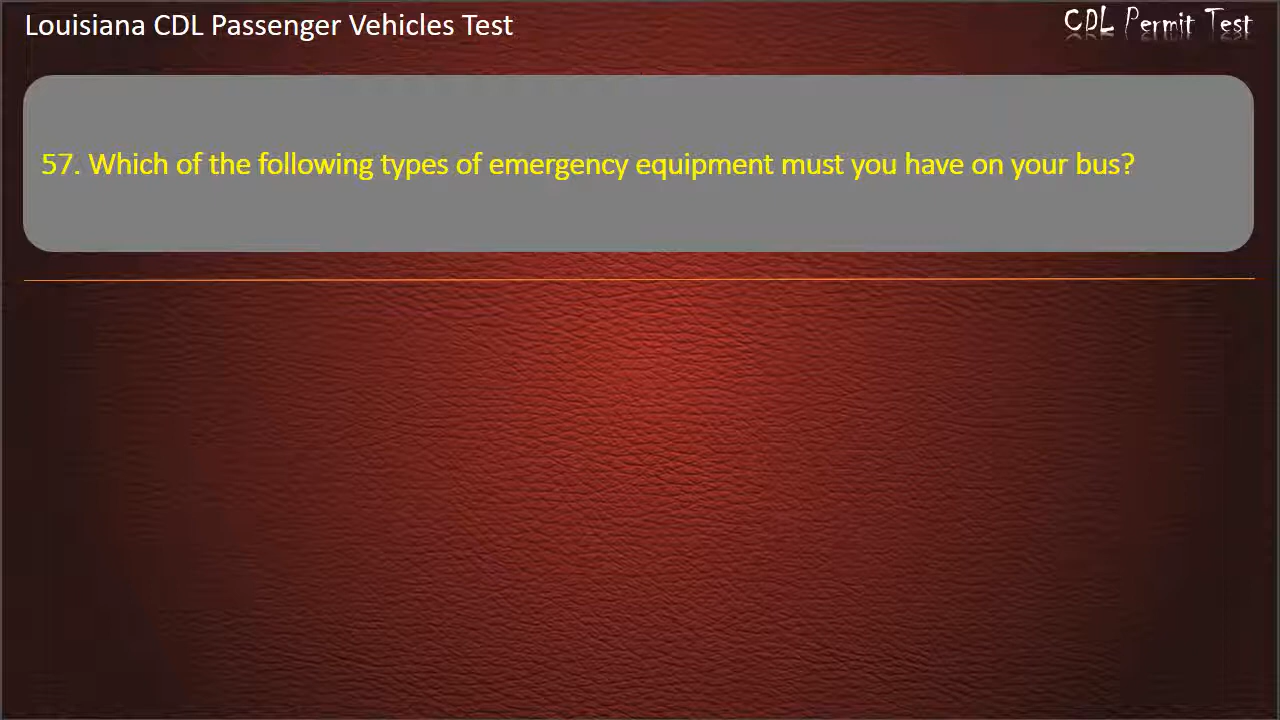 Louisiana CDL Passenger Vehicles Test
CDL Permit Test
57. Which of the following types of emergency equipment must you have on your bus?